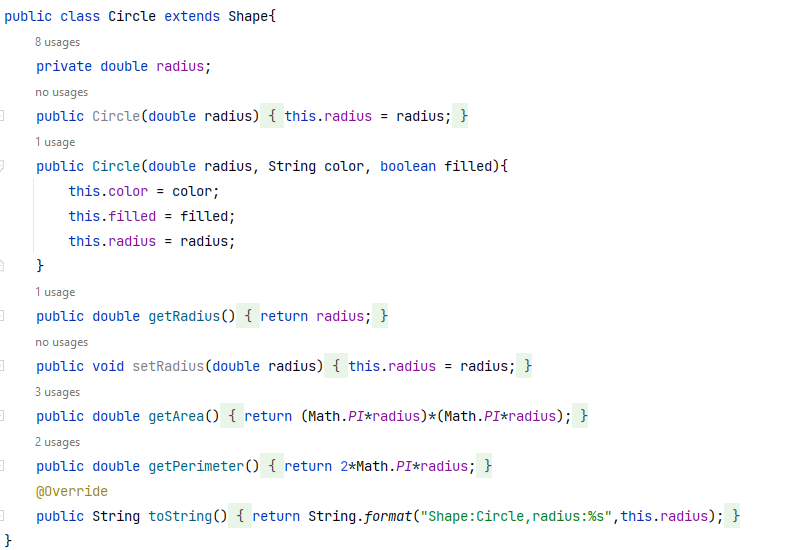 public class Circle extends Shape{
8 usages
private double radius;
no usages
public Circle(double radius) { this.radius = radius; }
1 usage
public Circle(double radius, String color, boolean filled){
this.color = color;
this.filled = filled;
this.radius = radius;
}
1 usage
public double getRadius() { return radius; }
no usages
public void setRadius(double radius) { this.radius = radius; }
3 usages
public double getArea() { return (Math.PI*radius)*(Math.PI*radius); }
2 usages
public double getPerimeter() { return 2*Math.PI*radius; }
@Override
public String toString() { return String.format("Shape:Circle,radius:%s",this.radius); }
}